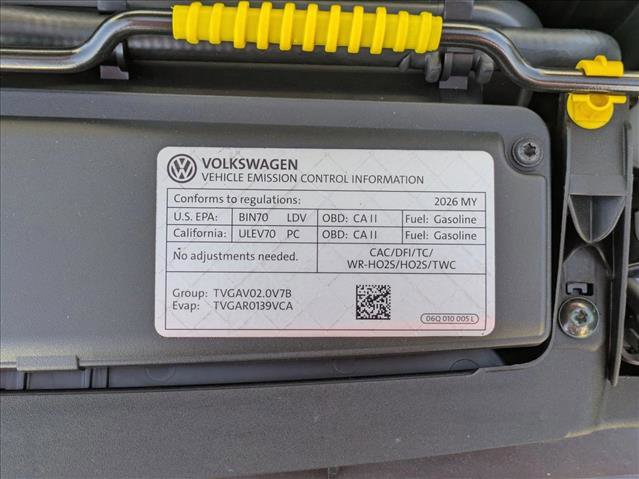 VOLKSWAGEN
VEHICLE EMISSION CONTROL INFORMATION
Conforms to regulations: 2026 MY
U.S. EPA: BIN70 LDV OBD: CA II Fuel: Gasoline
California: ULEV70 PC OBD: CA II Fuel: Gasoline
No adjustments needed. CAC/DFI/TC/
WR-HO2S/HO2S/TWC
Group: TVGAV02.0V7B
Evap: TVGAR0139VCA
06Q 010 005 L